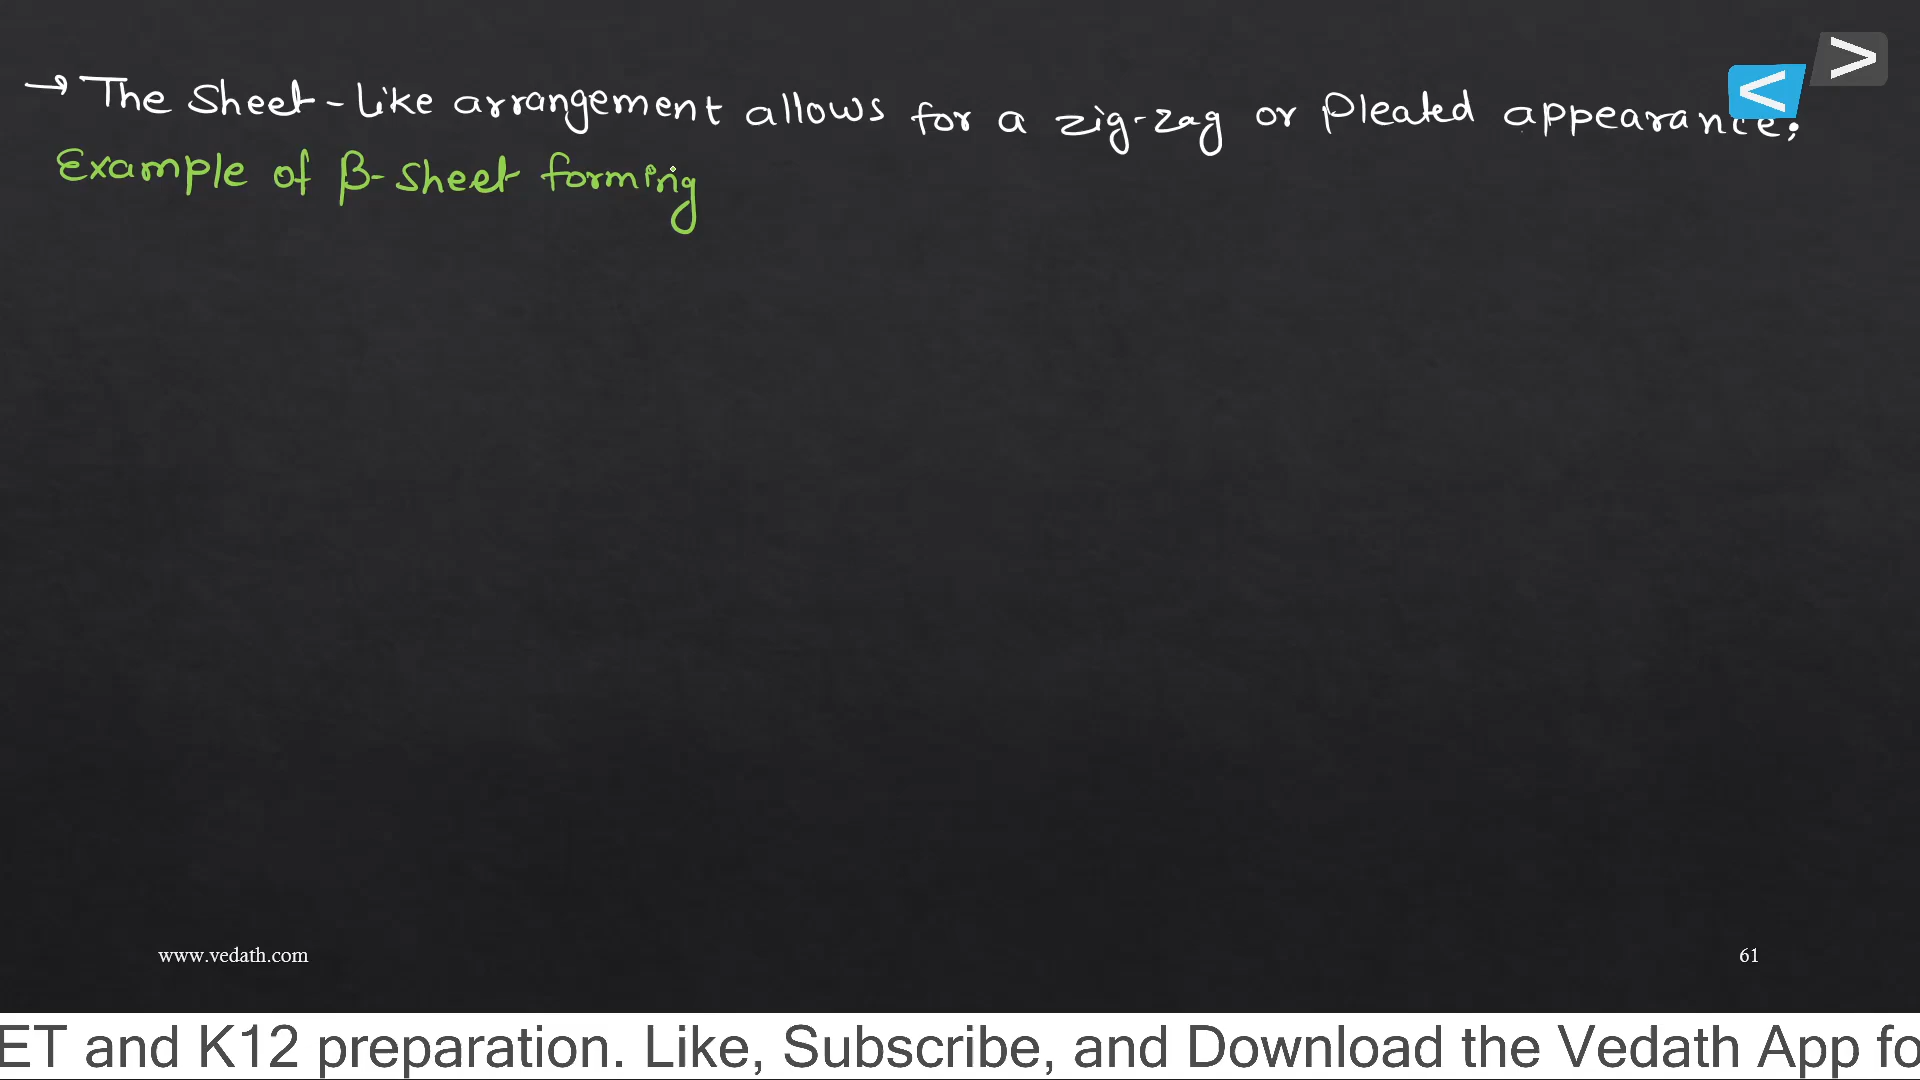 → The Sheet-like arrangement allows for a zig-zag or Pleated appearance.
Example of β-sheet forming
www.vedath.com
61
ET and K12 preparation. Like, Subscribe, and Download the Vedath App fo